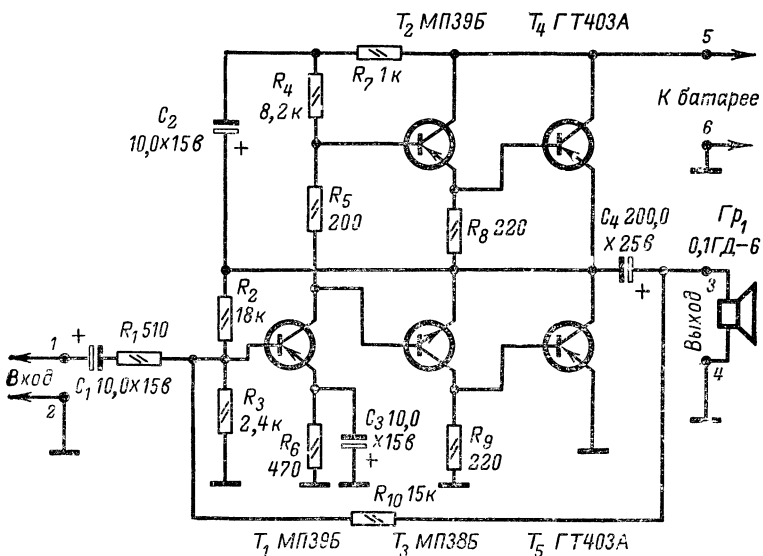 T₂ МП39Б T₄ ГТ403А
5
R₇ 1к
R₄
8,2к
К батарее
C₂
10,0×15в
+
6
R₅
200
R₈ 220
C₄ 200,0
×25в
Гр₁
0,1ГД-6
+
3
R₂
18к
Выход
1
+
R₁ 510
Вход
C₁ 10,0×15в
2
R₃
2,4к
4
C₃ 10,0
×15в
+
R₆
470
R₉
220
R₁₀ 15к
T₁ МП39Б T₃ МП38Б T₅ ГТ403А